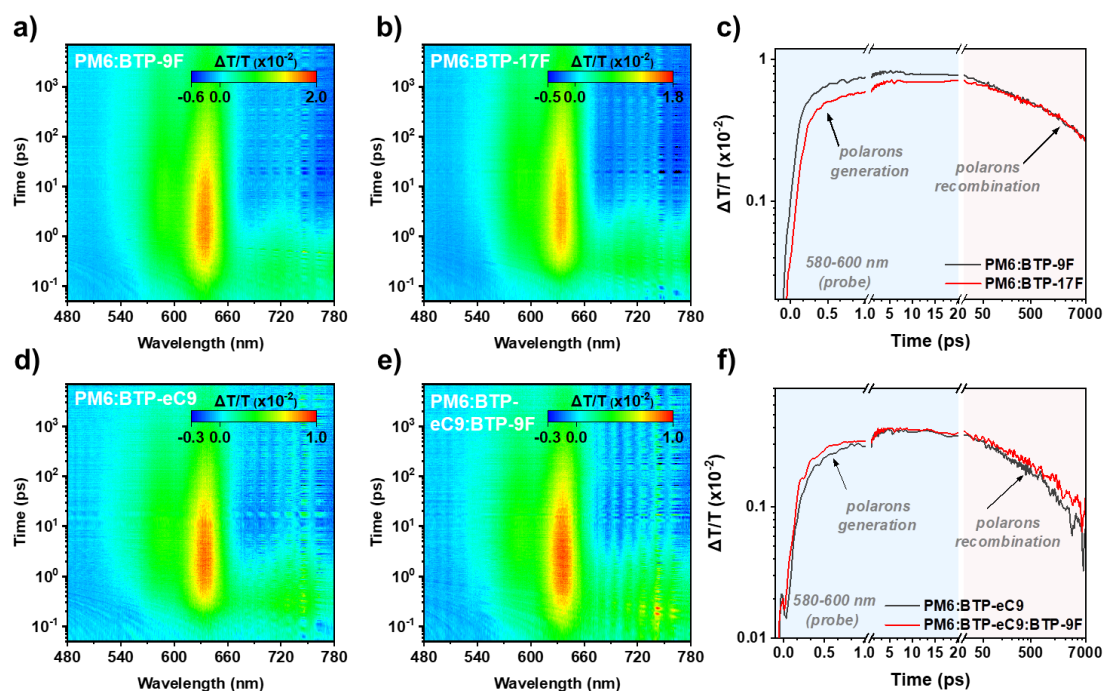 a)
PM6:BTP-9F
ΔT/T (x10⁻²)
-0.6 0.0 2.0
10³
10²
10¹
10⁰
10⁻¹
Time (ps)
480 540 600 660 720 780
Wavelength (nm)
b)
PM6:BTP-17F
ΔT/T (x10⁻²)
-0.5 0.0 1.8
10³
10²
10¹
10⁰
10⁻¹
Time (ps)
480 540 600 660 720 780
Wavelength (nm)
c)
1
0.1
ΔT/T (x10⁻²)
polarons
generation
polarons
recombination
580-600 nm
(probe)
PM6:BTP-9F
PM6:BTP-17F
0.0 0.5 1.0 5 10 15 20 50 500 7000
Time (ps)
d)
PM6:BTP-eC9
ΔT/T (x10⁻²)
-0.3 0.0 1.0
10³
10²
10¹
10⁰
10⁻¹
Time (ps)
480 540 600 660 720 780
Wavelength (nm)
e)
PM6:BTP-
eC9:BTP-9F
ΔT/T (x10⁻²)
-0.3 0.0 1.0
10³
10²
10¹
10⁰
10⁻¹
Time (ps)
480 540 600 660 720 780
Wavelength (nm)
f)
0.1
0.01
ΔT/T (x10⁻²)
polarons
generation
polarons
recombination
580-600 nm
(probe)
PM6:BTP-eC9
PM6:BTP-eC9:BTP-9F
0.0 0.5 1.0 5 10 15 20 50 500 7000
Time (ps)